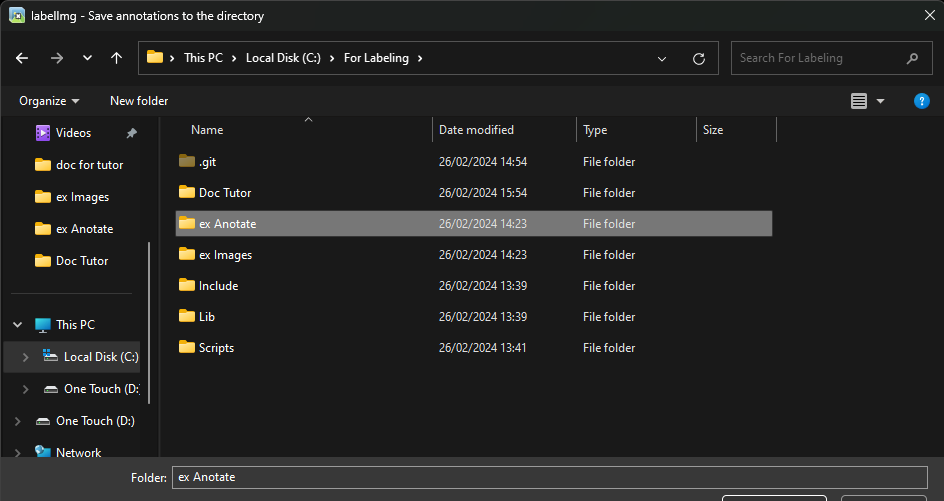 labelImg - Save annotations to the directory
This PC > Local Disk (C:) > For Labeling >
Search For Labeling
Organize
New folder
?
Name
Date modified
Type
Size
Videos
doc for tutor
ex Images
ex Anotate
Doc Tutor
This PC
Local Disk (C:)
One Touch (D:
One Touch (D:)
Network
.git 26/02/2024 14:54 File folder
Doc Tutor 26/02/2024 15:54 File folder
ex Anotate 26/02/2024 14:23 File folder
ex Images 26/02/2024 14:23 File folder
Include 26/02/2024 13:39 File folder
Lib 26/02/2024 13:39 File folder
Scripts 26/02/2024 13:41 File folder
Folder: ex Anotate